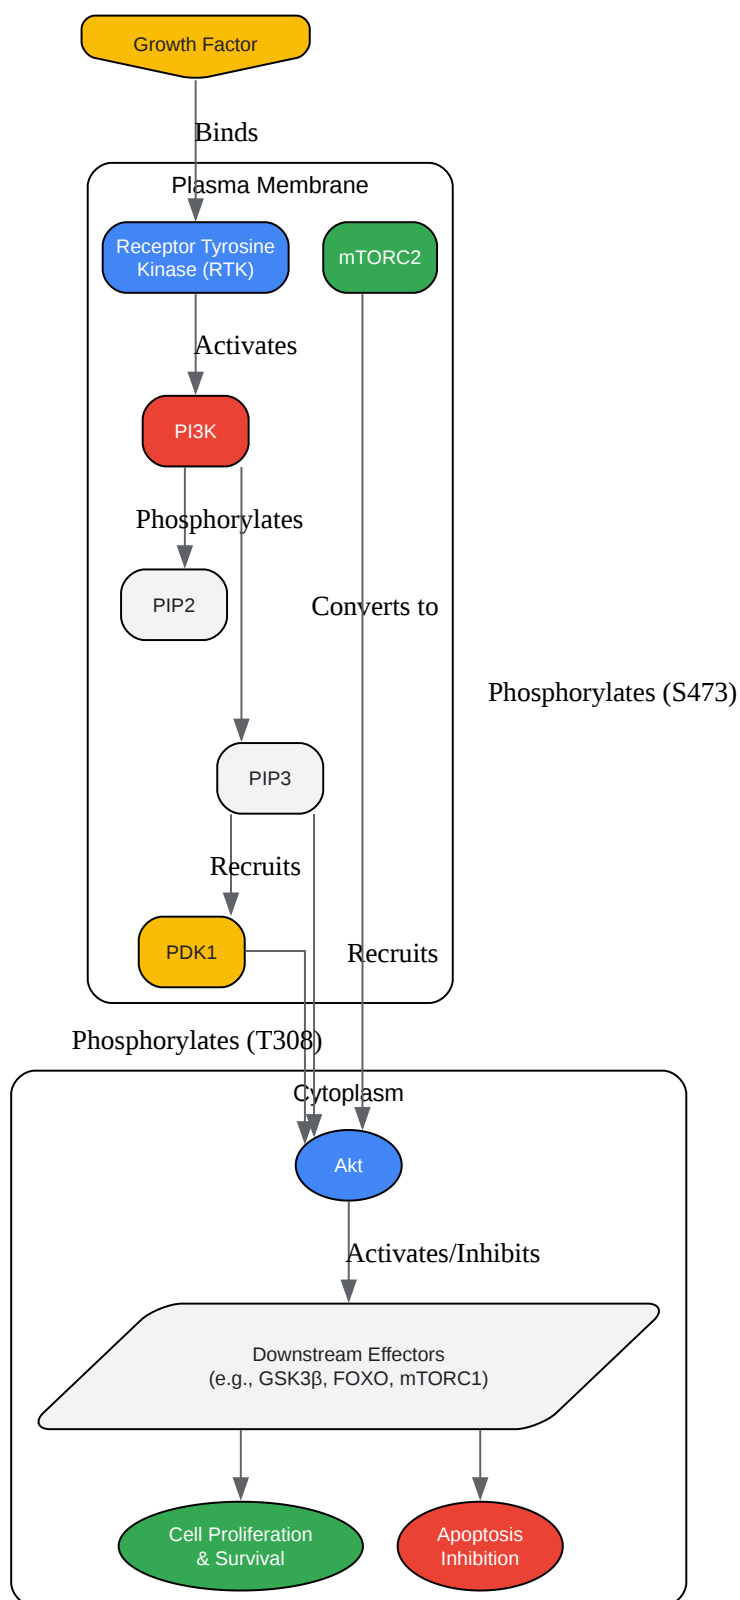 Growth Factor
Binds
Plasma Membrane
Receptor Tyrosine
Kinase (RTK)
mTORC2
Activates
PI3K
Phosphorylates
PIP2
Converts to
Phosphorylates (S473)
PIP3
Recruits
PDK1
Recruits
Phosphorylates (T308)
Cytoplasm
Akt
Activates/Inhibits
Downstream Effectors
(e.g., GSK3β, FOXO, mTORC1)
Cell Proliferation
& Survival
Apoptosis
Inhibition